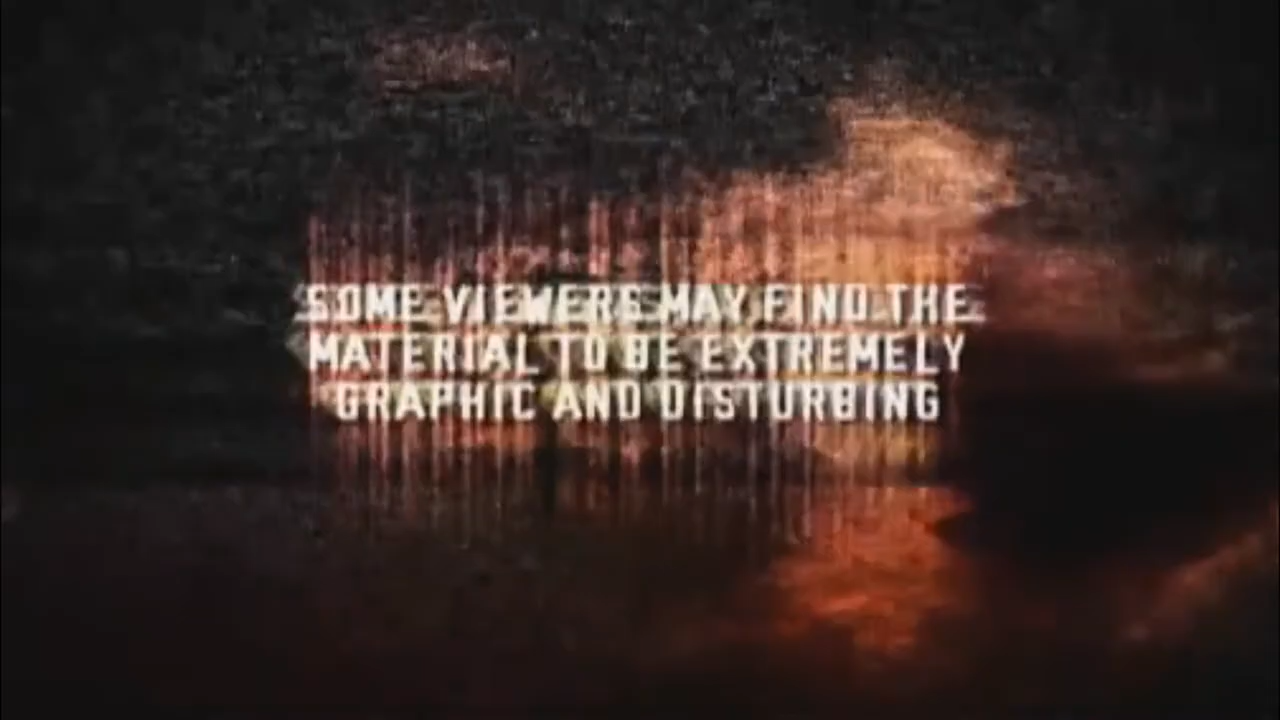 SOME VIEWERS MAY FIND THE
MATERIAL TO BE EXTREMELY
GRAPHIC AND DISTURBING